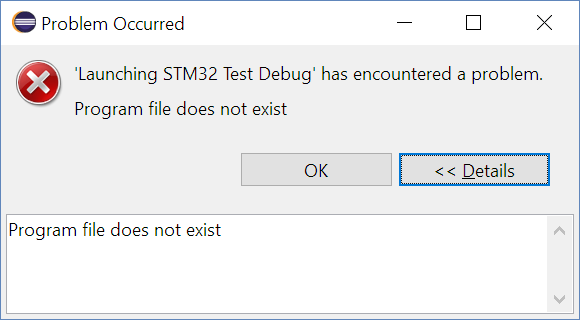 Problem Occurred
'Launching STM32 Test Debug' has encountered a problem.
Program file does not exist
OK
<< Details
Program file does not exist